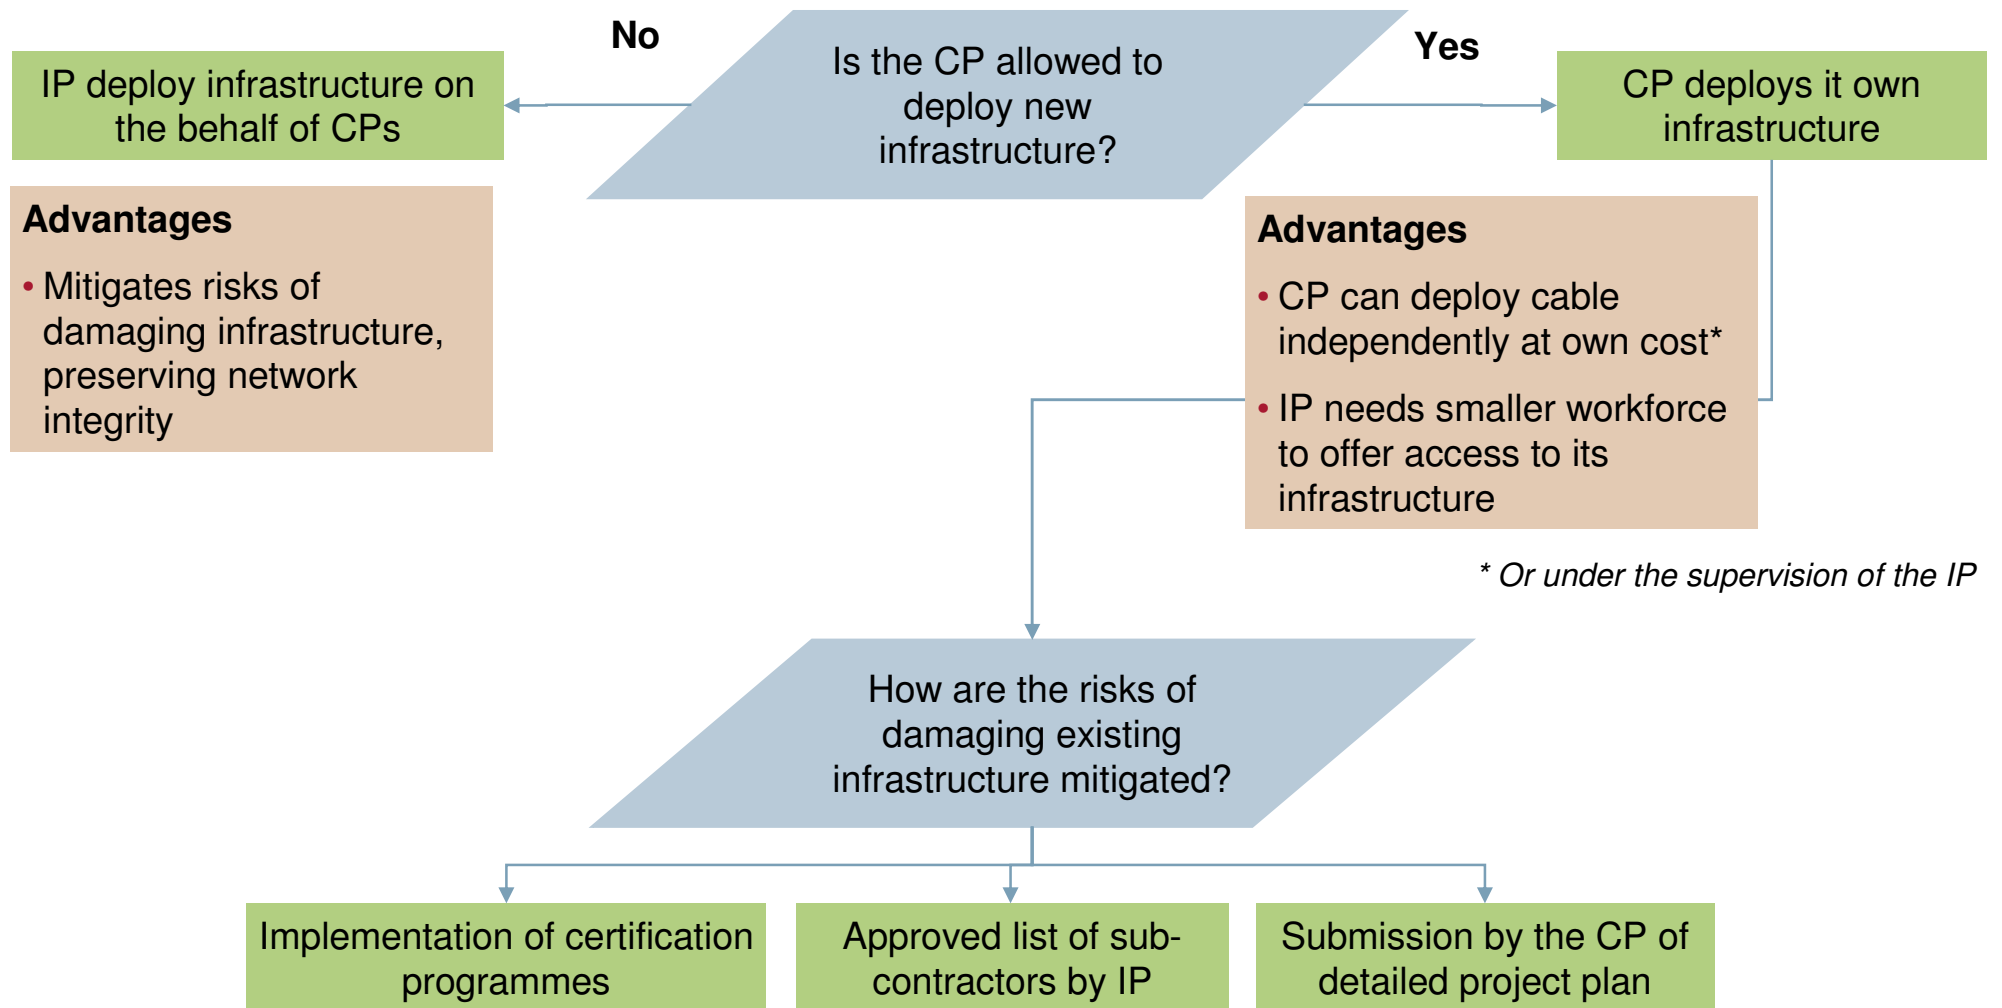 No
Is the CP allowed to
deploy new
infrastructure?
Yes
IP deploy infrastructure on
the behalf of CPs
CP deploys it own
infrastructure
Advantages
• Mitigates risks of
damaging infrastructure,
preserving network
integrity
Advantages
• CP can deploy cable
independently at own cost*
• IP needs smaller workforce
to offer access to its
infrastructure
* Or under the supervision of the IP
How are the risks of
damaging existing
infrastructure mitigated?
Implementation of certification
programmes
Approved list of sub-
contractors by IP
Submission by the CP of
detailed project plan